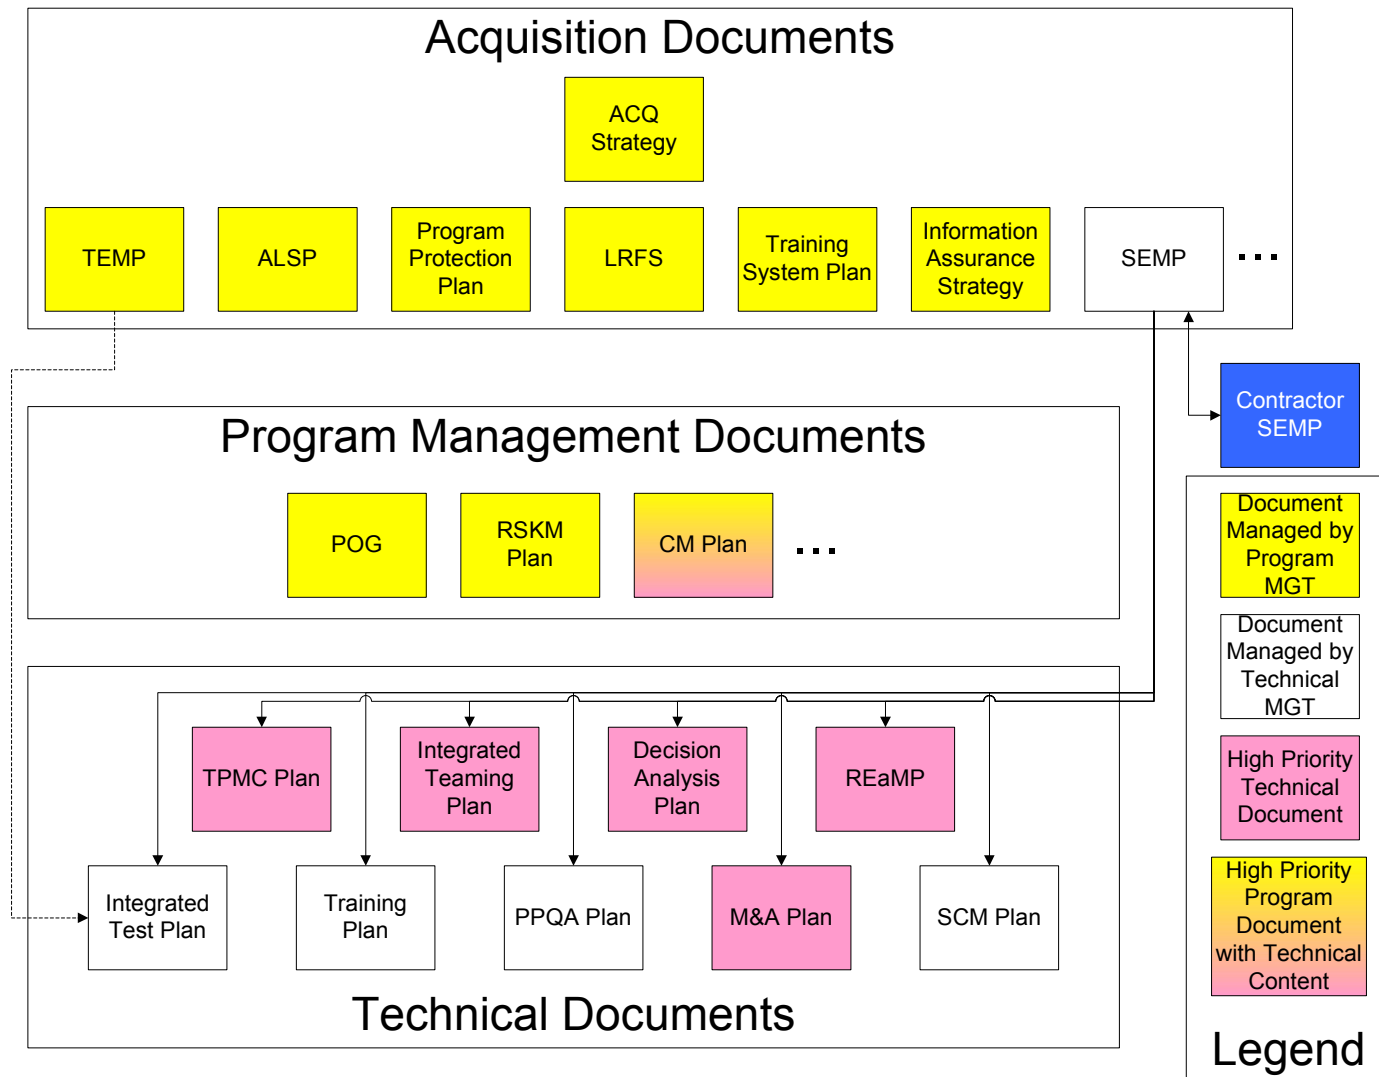 Acquisition Documents
ACQ
Strategy
TEMP
ALSP
Program
Protection
Plan
LRFS
Training
System Plan
Information
Assurance
Strategy
SEMP
...
Contractor
SEMP
Program Management Documents
POG
RSKM
Plan
CM Plan
...
Technical Documents
TPMC Plan
Integrated
Teaming
Plan
Decision
Analysis
Plan
REaMP
Integrated
Test Plan
Training
Plan
PPQA Plan
M&A Plan
SCM Plan
Document
Managed by
Program
MGT
Document
Managed by
Technical
MGT
High Priority
Technical
Document
High Priority
Program
Document
with Technical
Content
Legend